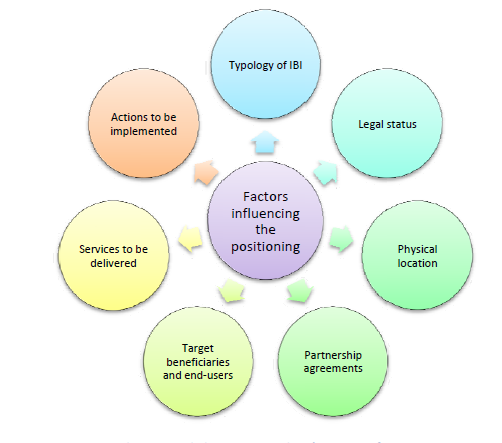 Typology of IBI
Actions to be
implemented
Legal status
Factors
influencing
the
positioning
Services to be
delivered
Physical
location
Target
beneficiaries
and end-users
Partnership
agreements